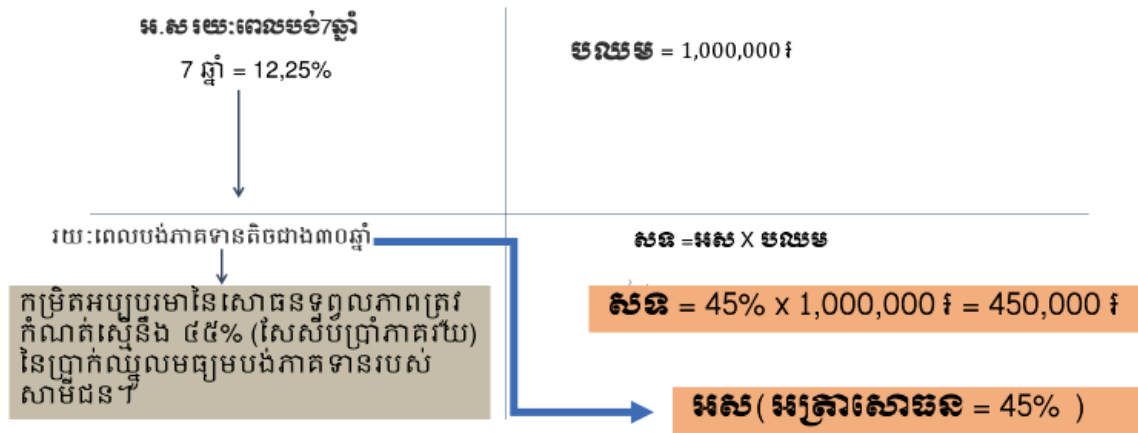 អ.ស រយៈពេលបង់7ឆ្នាំ
7 ឆ្នាំ = 12,25%
បឈម = 1,000,000 ៛
រយៈពេលបង់ភាគទានតិចជាង៣០ឆ្នាំ
សទ =អស X បឈម
កម្រិតអប្បបរមានៃសោធនទុព្វលភាពត្រូវ
កំណត់ស្មើនឹង ៤៥% (សែសិបប្រាំភាគរយ)
នៃប្រាក់ឈ្នួលមធ្យមបង់ភាគទានរបស់
សាមីជន។
សទ = 45% x 1,000,000 ៛ = 450,000 ៛
អស( អត្រាសោធន = 45% )